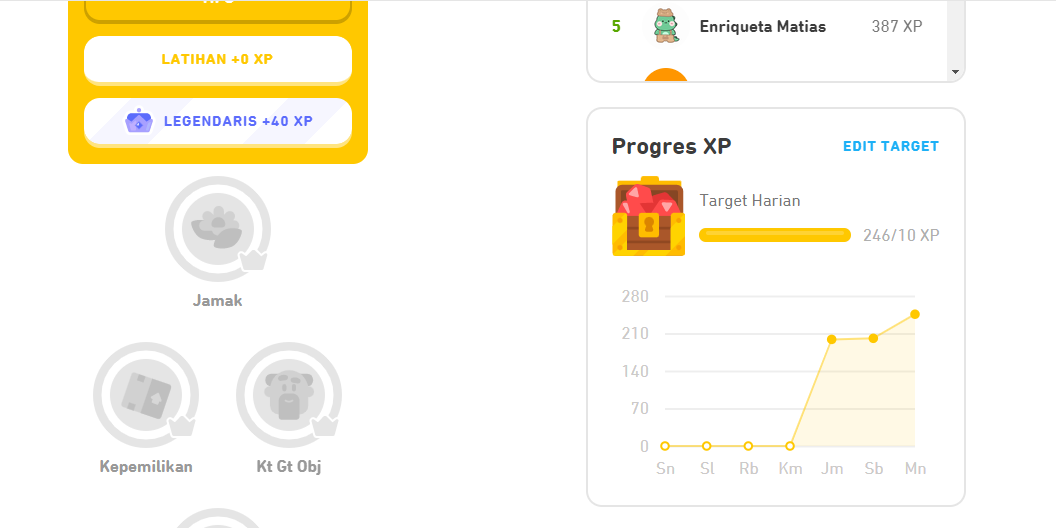 LATIHAN +0 XP
LEGENDARIS +40 XP
Jamak
Kepemilikan
Kt Gt Obj
5 Enriqueta Matias 387 XP
Progres XP EDIT TARGET
Target Harian
246/10 XP
280
210
140
70
0
Sn Sl Rb Km Jm Sb Mn